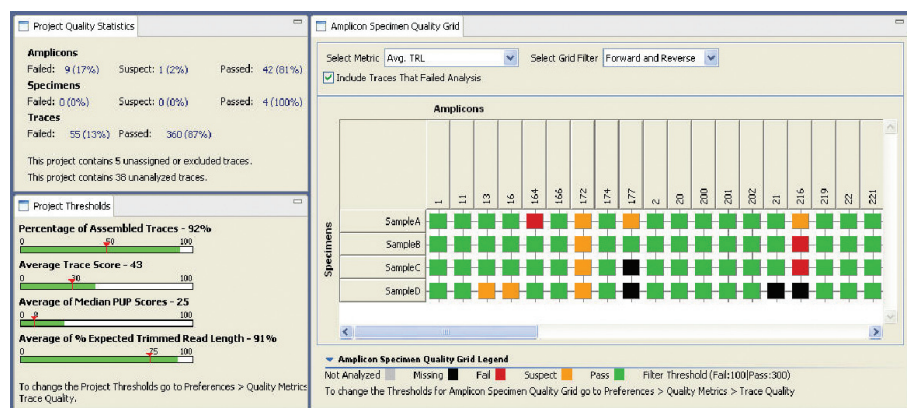 Project Quality Statistics
Amplicons
Failed: 9 (17%) Suspect: 1 (2%) Passed: 42 (81%)
Specimens
Failed: 0 (0%) Suspect: 0 (0%) Passed: 4 (100%)
Traces
Failed: 55 (13%) Passed: 360 (87%)
This project contains 5 unassigned or excluded traces.
This project contains 38 unanalyzed traces.
Project Thresholds
Percentage of Assembled Traces - 92%
0 50 100
Average Trace Score - 43
0 30 100
Average of Median PUP Scores - 25
0 8 100
Average of % Expected Trimmed Read Length - 91%
0 75 100
To change the Project Thresholds go to Preferences > Quality Metrics
Trace Quality.
Amplicon Specimen Quality Grid
Select Metric Avg. TRL Select Grid Filter Forward and Reverse
Include Traces That Failed Analysis
Amplicons
1 11 13 16 164 166 172 174 177 2 20 200 201 202 21 216 219 22 221
Specimens
SampleA
SampleB
SampleC
SampleD
Amplicon Specimen Quality Grid Legend
Not Analyzed Missing Fail Suspect Pass Filter Threshold (Fail:100|Pass:300)
To change the Thresholds for Amplicon Specimen Quality Grid go to Preferences > Quality Metrics > Trace Quality